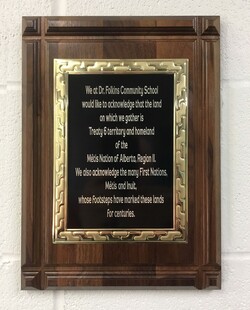 We at Dr. Folkins Community School
would like to acknowledge that the land
on which we gather is
Treaty 6 territory and homeland
of the
Métis Nation of Alberta, Region II.
We also acknowledge the many First Nations,
Métis and Inuit,
whose footsteps have marked these lands
for centuries.